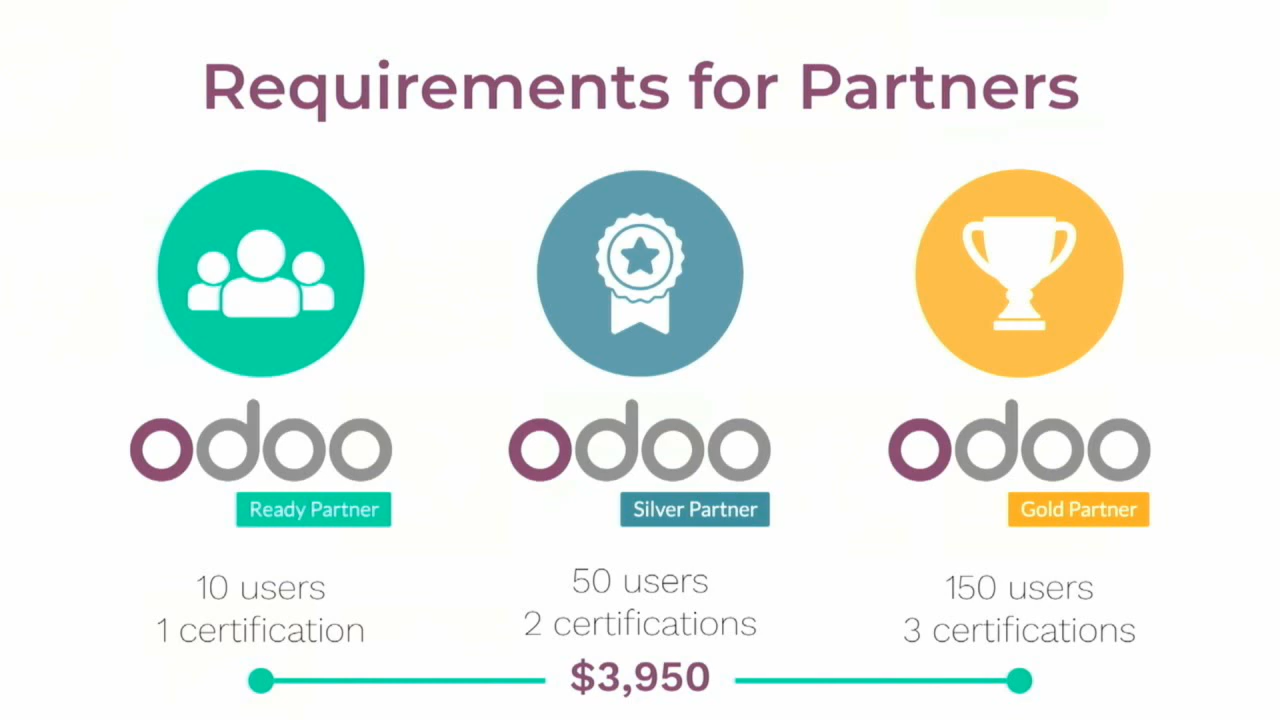 Requirements for Partners
odoo
Ready Partner
10 users
1 certification
odoo
Silver Partner
50 users
2 certifications
odoo
Gold Partner
150 users
3 certifications
$3,950